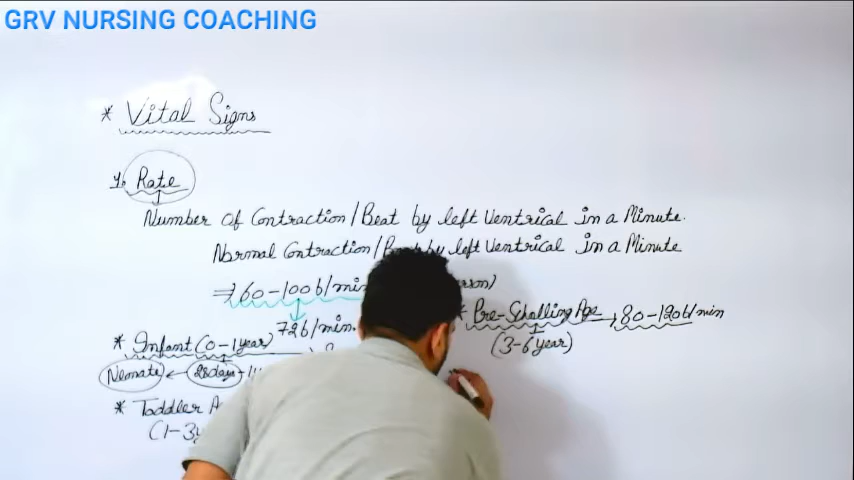 GRV NURSING COACHING
* Vital Signs
1. Rate
Number of Contraction/Beat by left Ventrical in a Minute.
Normal Contraction/ by left Ventrical in a Minute
⇒ 60-100 b/min
72 b/min.
* Pre-Schalling Age → 80-120 b/min
(3-6 year)
* Infant (0-1 year)
Neonate ← 28 days
* Toddler
(1-3